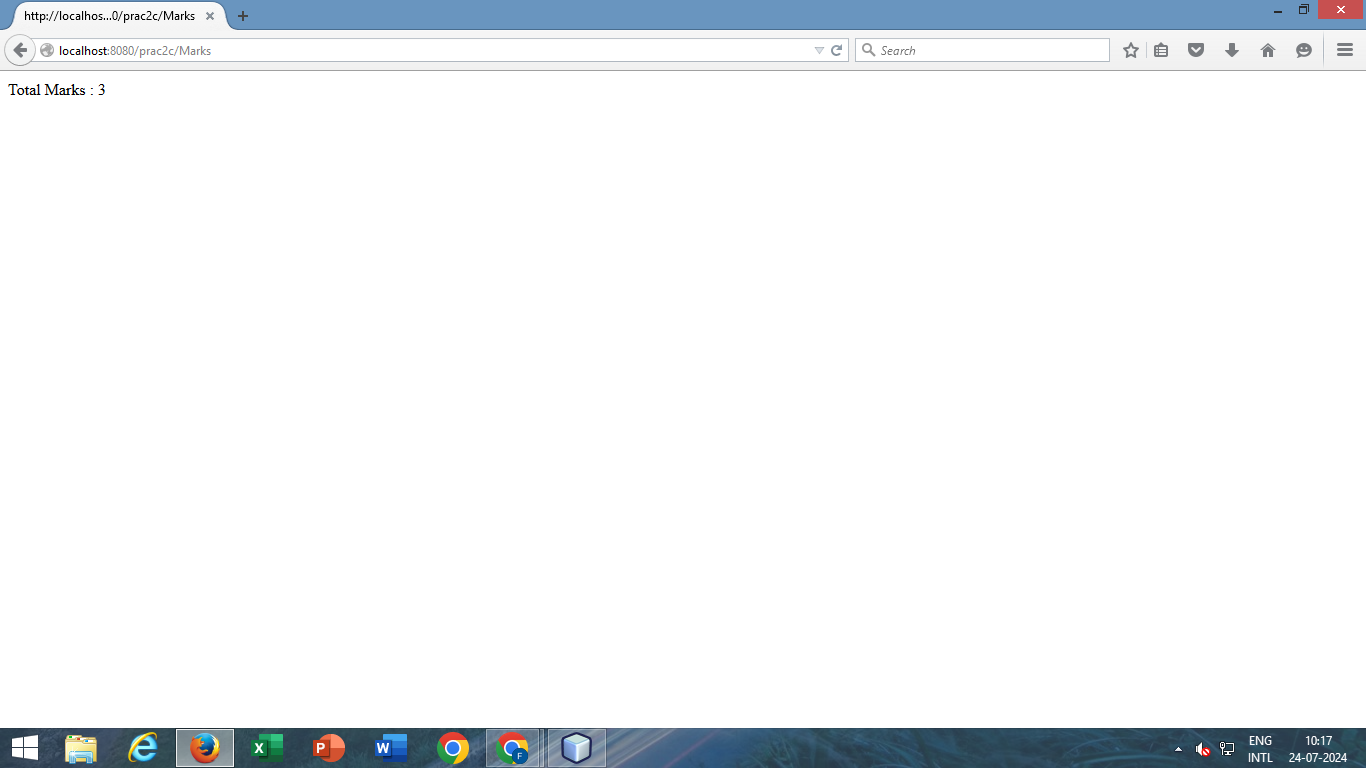 http://localhos...0/prac2c/Marks
localhost:8080/prac2c/Marks
Search
Total Marks : 3
ENG
INTL
10:17
24-07-2024